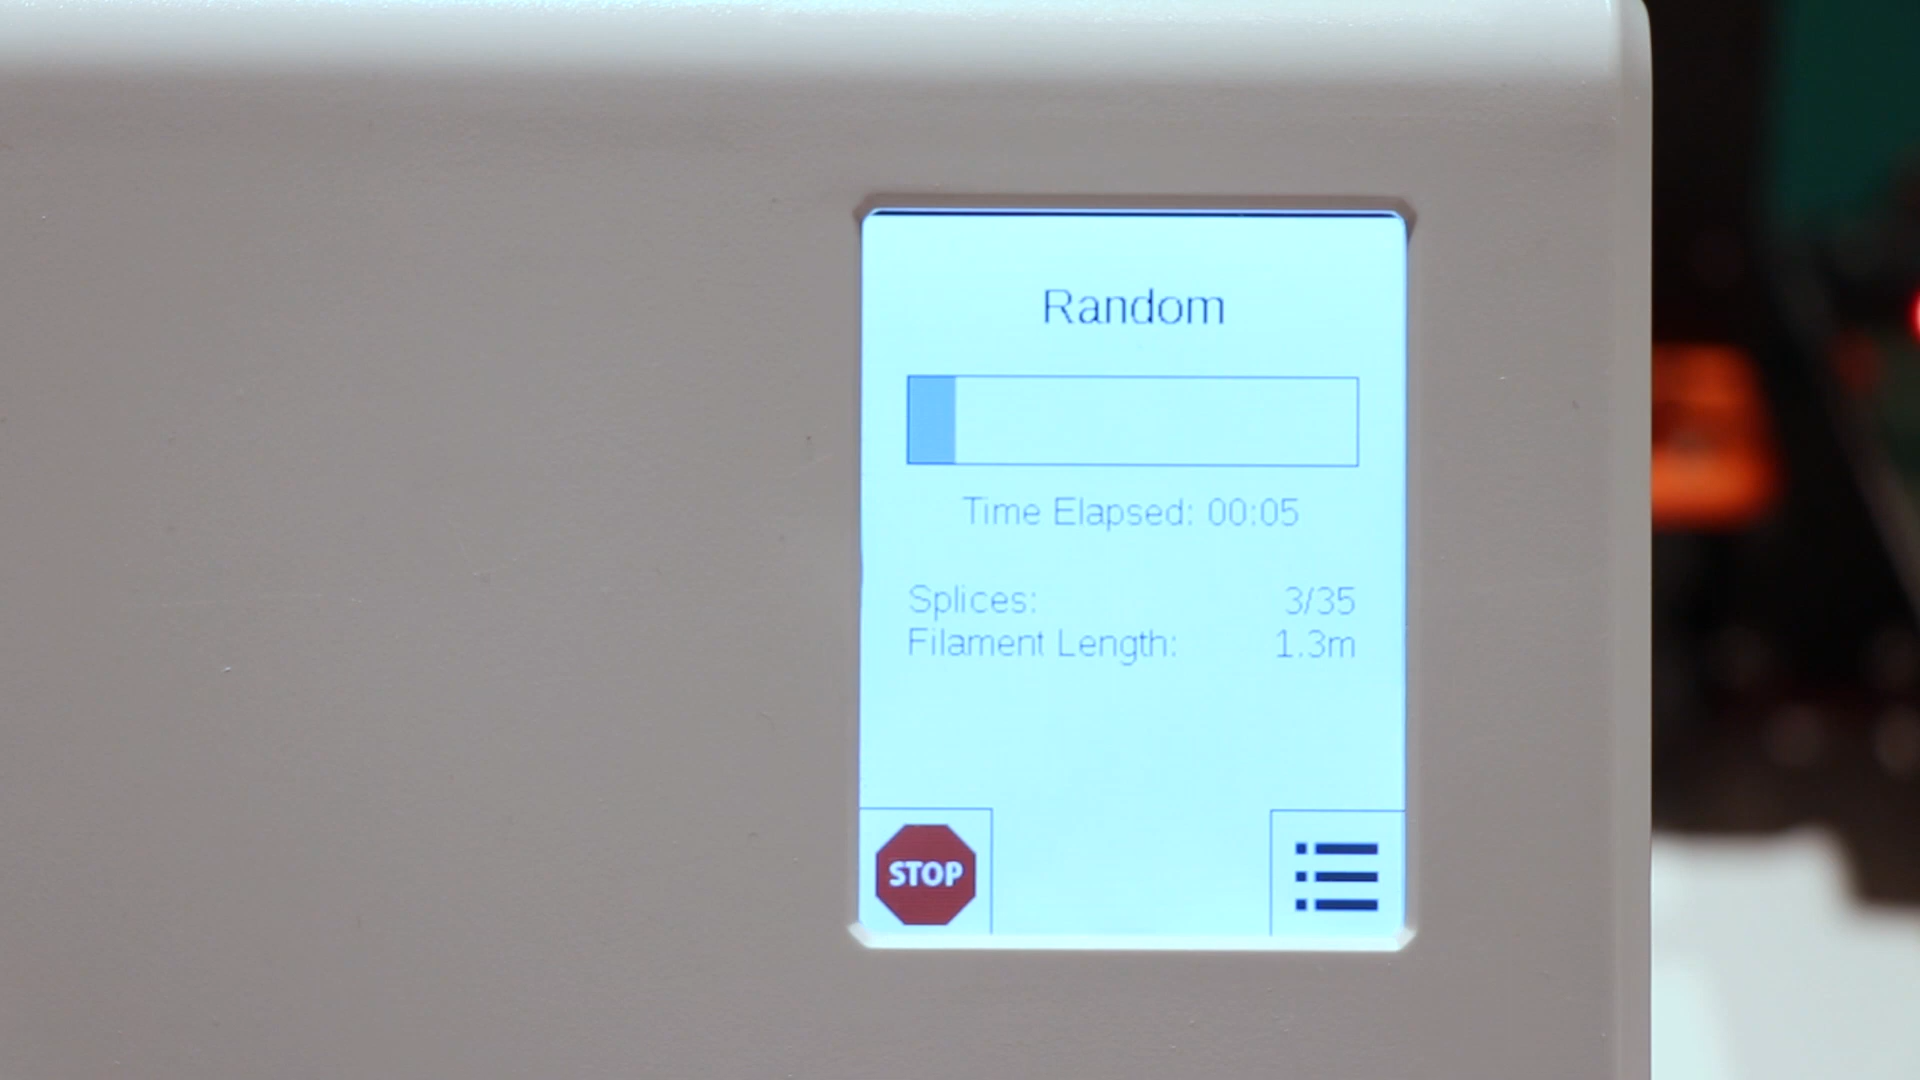 Random
Time Elapsed: 00:05
Splices: 3/35
Filament Length: 1.3m
STOP